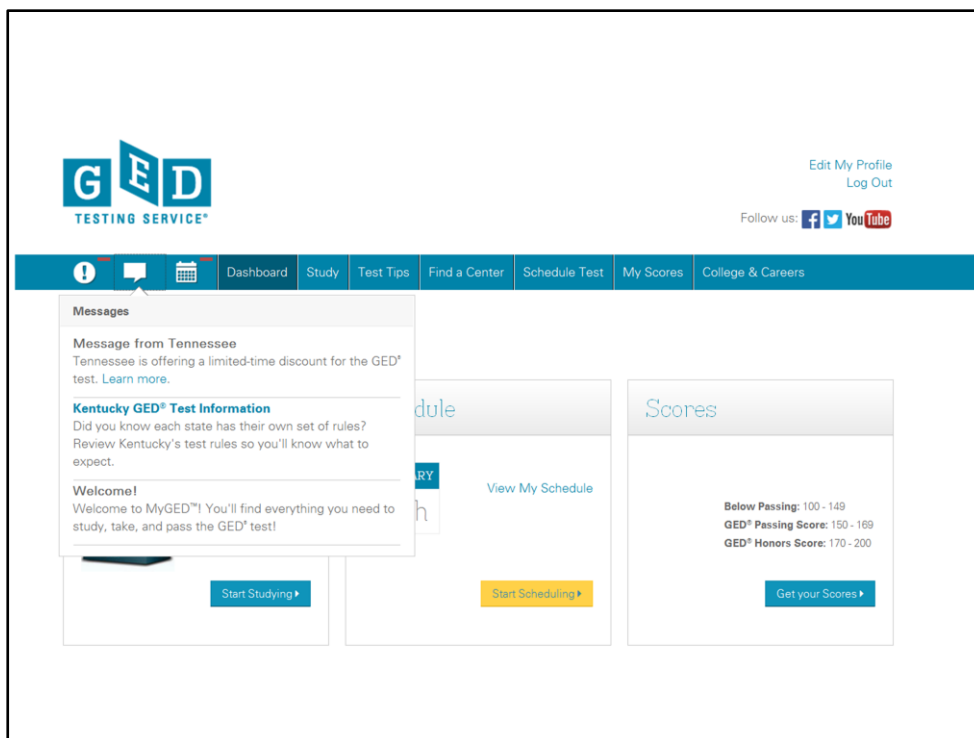 GED
TESTING SERVICE®
Edit My Profile
Log Out
Follow us: f YouTube
Dashboard Study Test Tips Find a Center Schedule Test My Scores College & Careers
Messages
Message from Tennessee
Tennessee is offering a limited-time discount for the GED®
test. Learn more.
Kentucky GED® Test Information
Did you know each state has their own set of rules?
Review Kentucky's test rules so you'll know what to
expect.
Welcome!
Welcome to MyGED™! You'll find everything you need to
study, take, and pass the GED® test!
Start Studying
dule
RY
h
View My Schedule
Start Scheduling
Scores
Below Passing: 100 - 149
GED® Passing Score: 150 - 169
GED® Honors Score: 170 - 200
Get your Scores